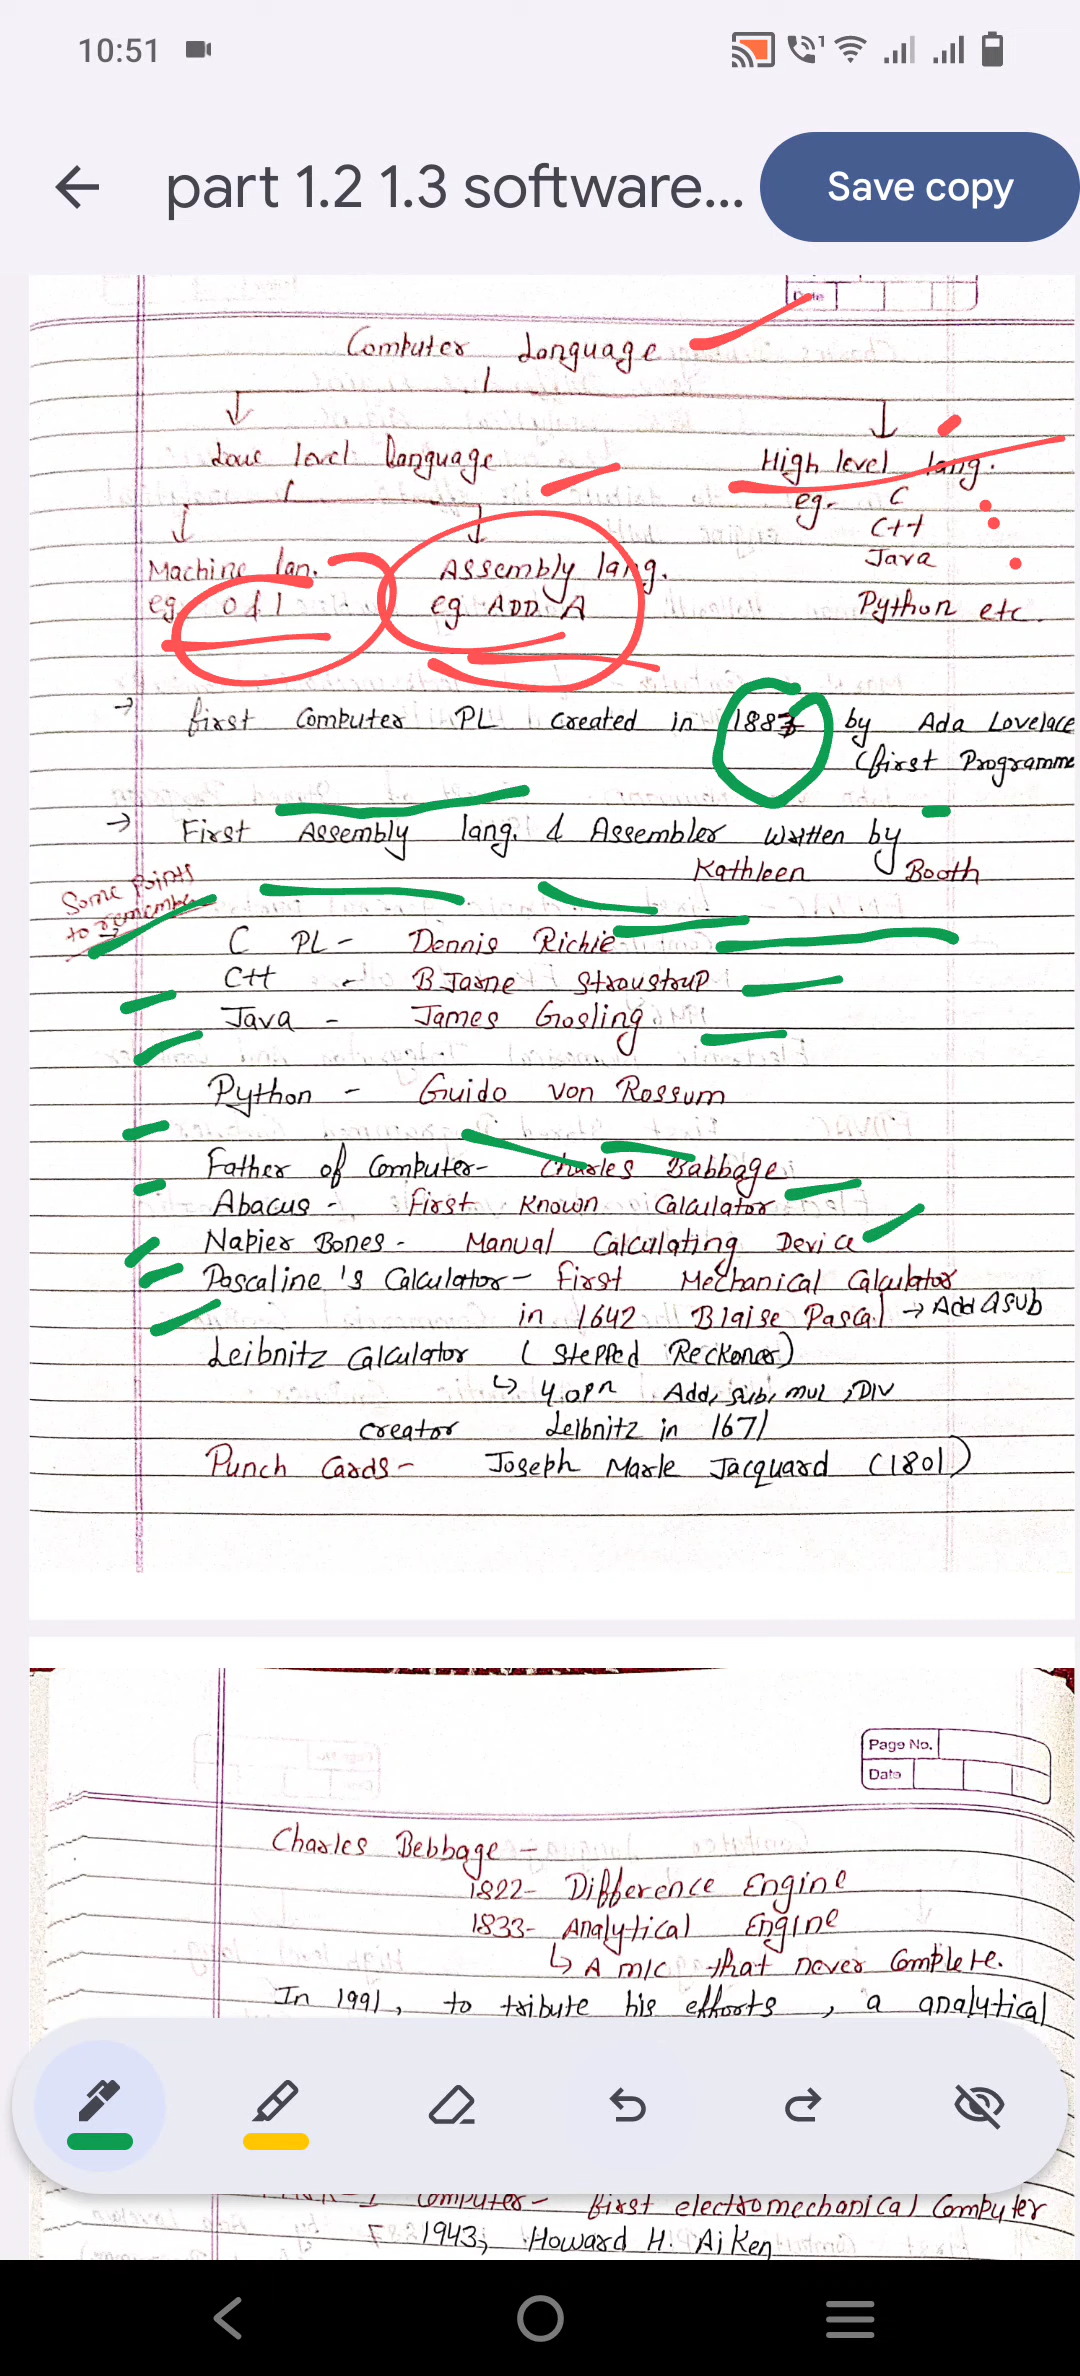 10:51
part 1.2 1.3 software...
Save copy
Date
Computer Language
Low level Language
High level lang.
eg- C
C++
Java
Python etc.
Machine lan.
eg. 0 & 1
Assembly lang.
eg ADD A
→ first Computer PL Created in 1883 by Ada Lovelace
(first Programme
→ First Assembly lang. & Assembler written by
Kathleen Booth
Some points
to remember
C PL - Dennis Richie
C++ - BJarne Stroustrup
Java - James Gosling
Python - Guido von Rossum
Father of Computer- Charles Babbage
Abacus - first Known Calculator
Napier Bones - Manual Calculating Device
Pascaline's Calculator - first Mechanical Calculator
in 1642 Blaise Pascal → Add & Sub
Leibnitz Calculator (Stepped Reckoner)
↳ 4 opn Add, sub, mul, DIV
creator Leibnitz in 1671
Punch Cards - Joseph Marie Jacquard (1801)
Page No.
Date
Charles Bebbage -
1822- Difference Engine
1833- Analytical Engine
↳ A m/c that never Complete.
In 1991, to tribute his efforts, a analytical
Computer- first electromechanical Computer
1943; Howard H. Aiken